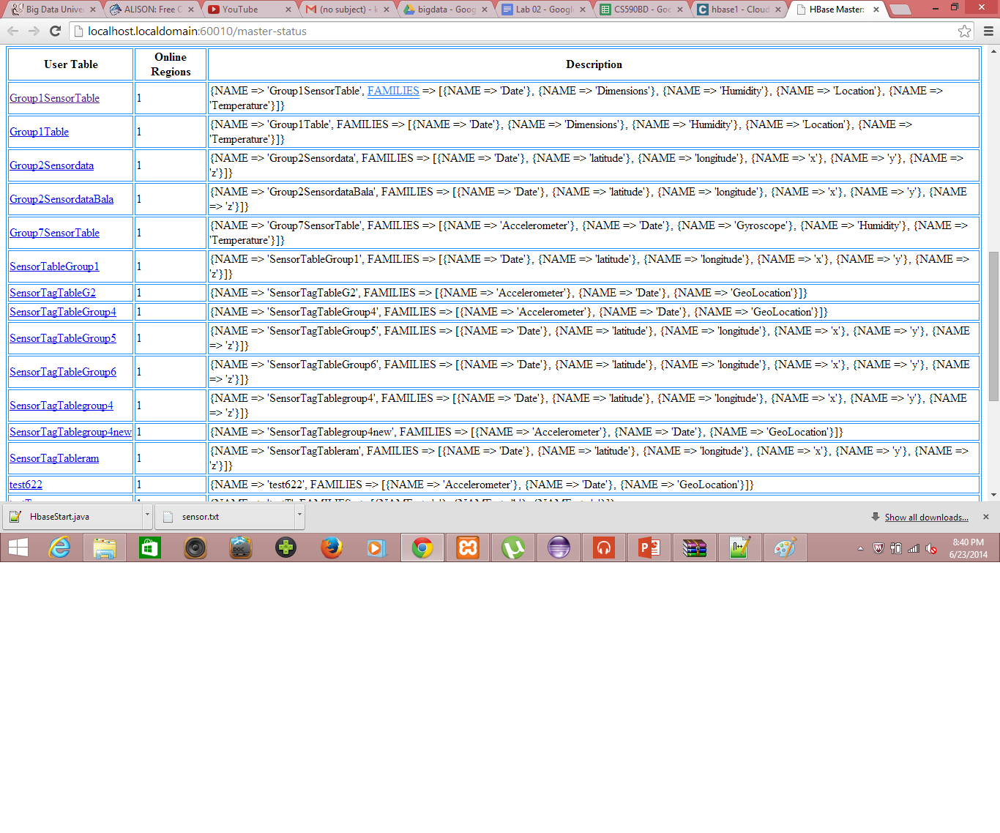 Big Data Univer
ALISON: Free C
YouTube
(no subject) - k
bigdata - Goog
Lab 02 - Google
CS590BD - Goo
hbase1 - Cloud
HBase Master:
localhost.localdomain:60010/master-status
User Table
Online Regions
Description
Group1SensorTable
1
{NAME => 'Group1SensorTable', FAMILIES => [{NAME => 'Date'}, {NAME => 'Dimensions'}, {NAME => 'Humidity'}, {NAME => 'Location'}, {NAME =>
'Temperature'}]}
Group1Table
1
{NAME => 'Group1Table', FAMILIES => [{NAME => 'Date'}, {NAME => 'Dimensions'}, {NAME => 'Humidity'}, {NAME => 'Location'}, {NAME =>
'Temperature'}]}
Group2Sensordata
1
{NAME => 'Group2Sensordata', FAMILIES => [{NAME => 'Date'}, {NAME => 'latitude'}, {NAME => 'longitude'}, {NAME => 'x'}, {NAME => 'y'}, {NAME =>
'z'}]}
Group2SensordataBala
1
{NAME => 'Group2SensordataBala', FAMILIES => [{NAME => 'Date'}, {NAME => 'latitude'}, {NAME => 'longitude'}, {NAME => 'x'}, {NAME => 'y'}, {NAME
=> 'z'}]}
Group7SensorTable
1
{NAME => 'Group7SensorTable', FAMILIES => [{NAME => 'Accelerometer'}, {NAME => 'Date'}, {NAME => 'Gyroscope'}, {NAME => 'Humidity'}, {NAME =>
'Temperature'}]}
SensorTableGroup1
1
{NAME => 'SensorTableGroup1', FAMILIES => [{NAME => 'Date'}, {NAME => 'latitude'}, {NAME => 'longitude'}, {NAME => 'x'}, {NAME => 'y'}, {NAME =>
'z'}]}
SensorTagTableG2
1
{NAME => 'SensorTagTableG2', FAMILIES => [{NAME => 'Accelerometer'}, {NAME => 'Date'}, {NAME => 'GeoLocation'}]}
SensorTagTableGroup4
1
{NAME => 'SensorTagTableGroup4', FAMILIES => [{NAME => 'Accelerometer'}, {NAME => 'Date'}, {NAME => 'GeoLocation'}]}
SensorTagTableGroup5
1
{NAME => 'SensorTagTableGroup5', FAMILIES => [{NAME => 'Date'}, {NAME => 'latitude'}, {NAME => 'longitude'}, {NAME => 'x'}, {NAME => 'y'}, {NAME
=> 'z'}]}
SensorTagTableGroup6
1
{NAME => 'SensorTagTableGroup6', FAMILIES => [{NAME => 'Date'}, {NAME => 'latitude'}, {NAME => 'longitude'}, {NAME => 'x'}, {NAME => 'y'}, {NAME
=> 'z'}]}
SensorTagTablegroup4
1
{NAME => 'SensorTagTablegroup4', FAMILIES => [{NAME => 'Date'}, {NAME => 'latitude'}, {NAME => 'longitude'}, {NAME => 'x'}, {NAME => 'y'}, {NAME
=> 'z'}]}
SensorTagTablegroup4new
1
{NAME => 'SensorTagTablegroup4new', FAMILIES => [{NAME => 'Accelerometer'}, {NAME => 'Date'}, {NAME => 'GeoLocation'}]}
SensorTagTableram
1
{NAME => 'SensorTagTableram', FAMILIES => [{NAME => 'Date'}, {NAME => 'latitude'}, {NAME => 'longitude'}, {NAME => 'x'}, {NAME => 'y'}, {NAME =>
'z'}]}
test622
1
{NAME => 'test622', FAMILIES => [{NAME => 'Accelerometer'}, {NAME => 'Date'}, {NAME => 'GeoLocation'}]}
HbaseStart.java
sensor.txt
Show all downloads...
8:40 PM
6/23/2014